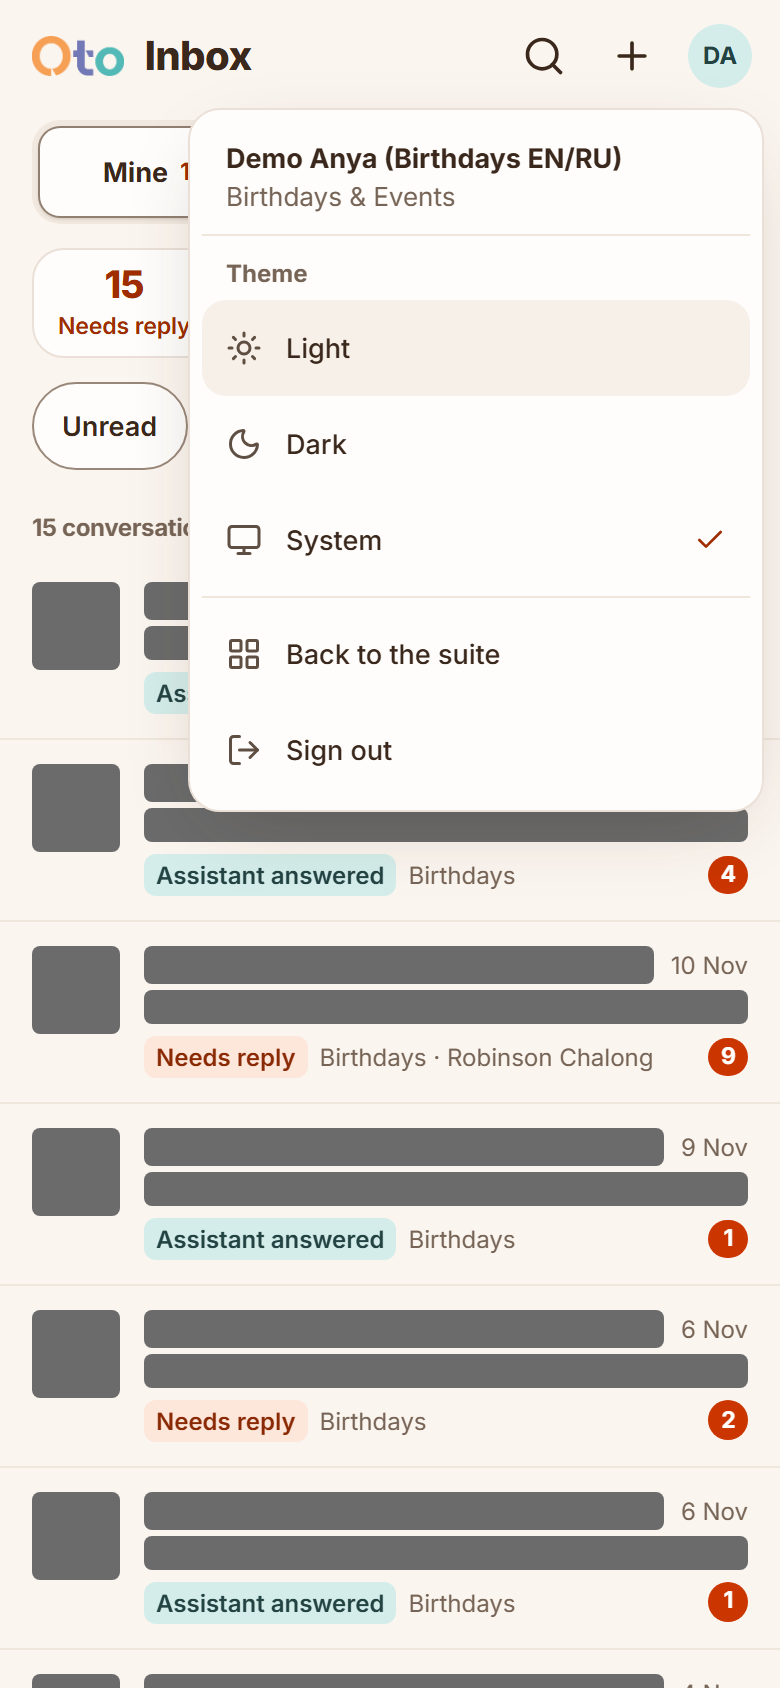 Oto Inbox
DA
Mine 1
Demo Anya (Birthdays EN/RU)
Birthdays & Events
Theme
Light
Dark
System
Back to the suite
Sign out
15
Needs reply
Unread
15
Assistant answered Birthdays 4
10 Nov
Needs reply Birthdays · Robinson Chalong 9
9 Nov
Assistant answered Birthdays 1
6 Nov
Needs reply Birthdays 2
6 Nov
Assistant answered Birthdays 1